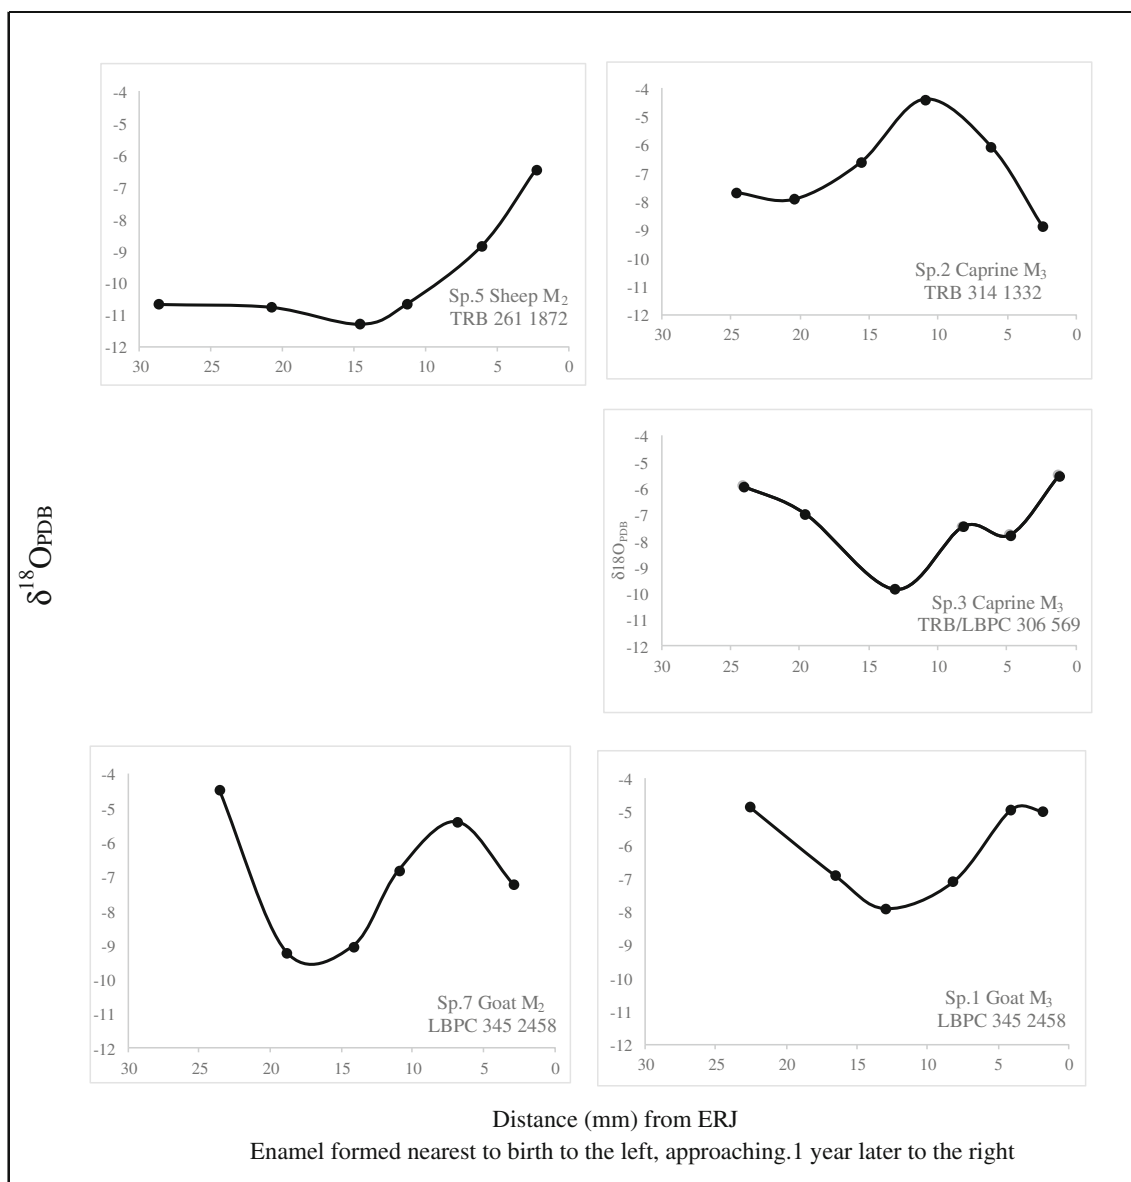 -4
-5
-6
-7
-8
-9
-10
-11
-12
30 25 20 15 10 5 0
Sp.5 Sheep M2
TRB 261 1872
-4
-5
-6
-7
-8
-9
-10
-11
-12
30 25 20 15 10 5 0
Sp.2 Caprine M3
TRB 314 1332
δ18OPDB
-4
-5
-6
-7
-8
-9
-10
-11
-12
30 25 20 15 10 5 0
δ18OPDB
Sp.3 Caprine M3
TRB/LBPC 306 569
-4
-5
-6
-7
-8
-9
-10
-11
-12
30 25 20 15 10 5 0
Sp.7 Goat M2
LBPC 345 2458
-4
-5
-6
-7
-8
-9
-10
-11
-12
30 25 20 15 10 5 0
Sp.1 Goat M3
LBPC 345 2458
Distance (mm) from ERJ
Enamel formed nearest to birth to the left, approaching.1 year later to the right